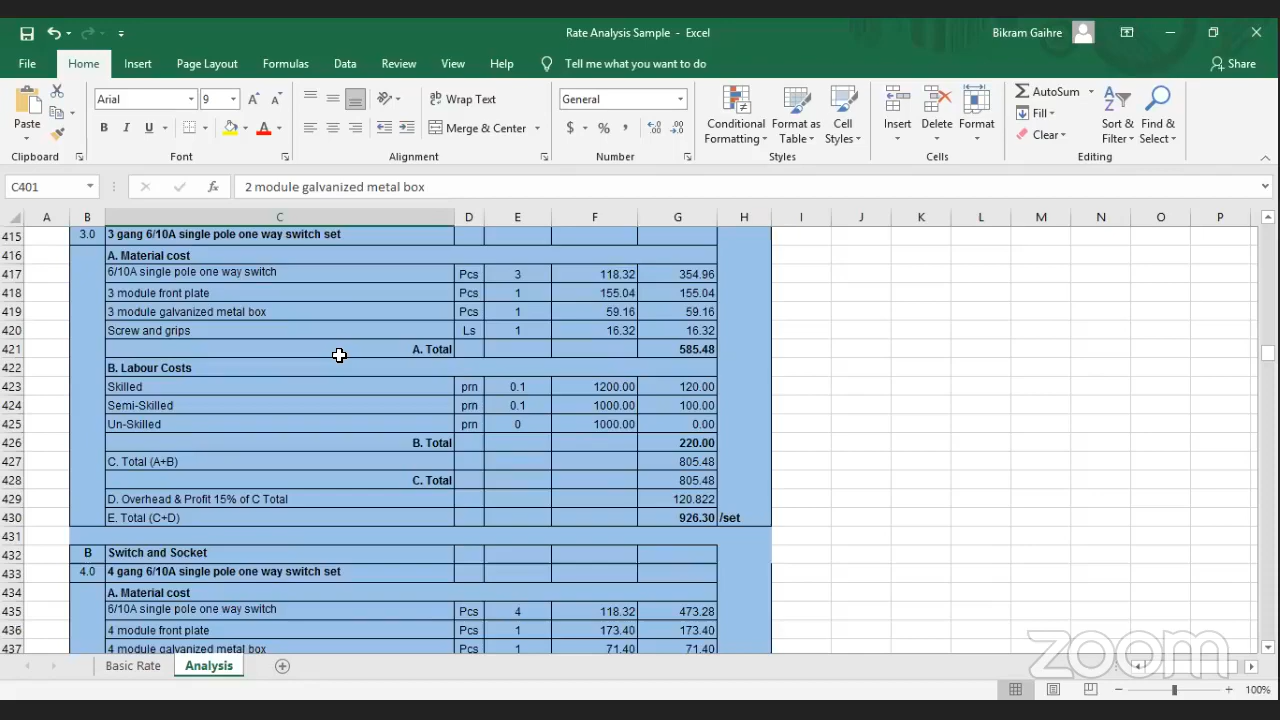 Rate Analysis Sample - Excel
Bikram Gaihre
File Home Insert Page Layout Formulas Data Review View Help Tell me what you want to do Share
Paste Arial 9 Wrap Text General Conditional Formatting Format as Table Cell Styles Insert Delete Format AutoSum Sort & Filter Find & Select
B I U Merge & Center $ % , Fill
Clear
Clipboard Font Alignment Number Styles Cells Editing
C401 fx 2 module galvanized metal box
A B C D E F G H I J K L M N O P
415 3.0 3 gang 6/10A single pole one way switch set
416 A. Material cost
417 6/10A single pole one way switch Pcs 3 118.32 354.96
418 3 module front plate Pcs 1 155.04 155.04
419 3 module galvanized metal box Pcs 1 59.16 59.16
420 Screw and grips Ls 1 16.32 16.32
421 A. Total 585.48
422 B. Labour Costs
423 Skilled prn 0.1 1200.00 120.00
424 Semi-Skilled prn 0.1 1000.00 100.00
425 Un-Skilled prn 0 1000.00 0.00
426 B. Total 220.00
427 C. Total (A+B) 805.48
428 C. Total 805.48
429 D. Overhead & Profit 15% of C Total 120.822
430 E. Total (C+D) 926.30 /set
431
432 B Switch and Socket
433 4.0 4 gang 6/10A single pole one way switch set
434 A. Material cost
435 6/10A single pole one way switch Pcs 4 118.32 473.28
436 4 module front plate Pcs 1 173.40 173.40
437 4 module galvanized metal box Pcs 1 71.40 71.40
zoom
Basic Rate Analysis
100%